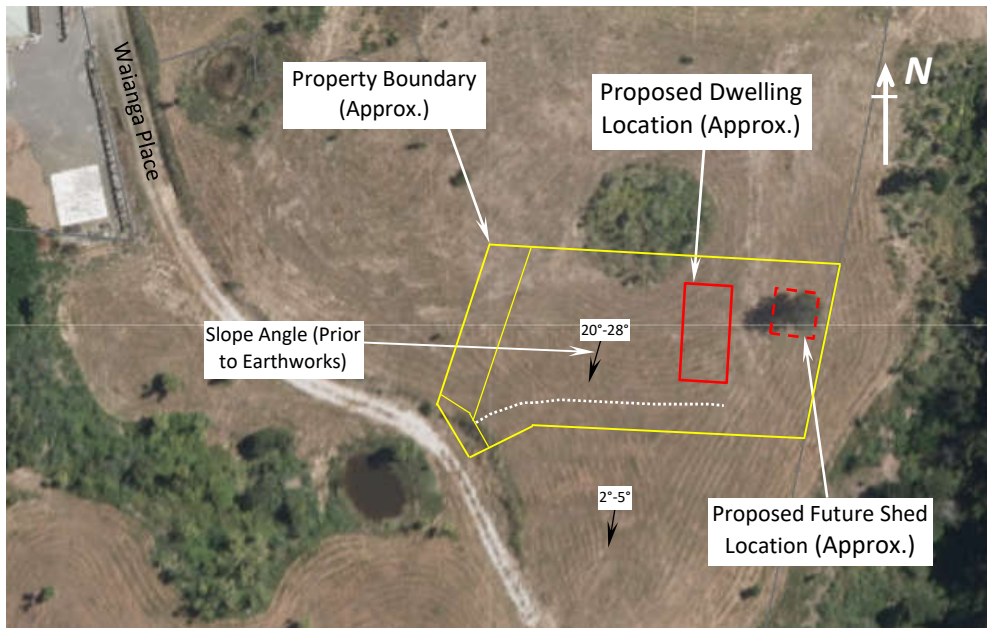 Waianga Place
Property Boundary
(Approx.)
Proposed Dwelling
Location (Approx.)
N
Slope Angle (Prior
to Earthworks)
20°-28°
2°-5°
Proposed Future Shed
Location (Approx.)